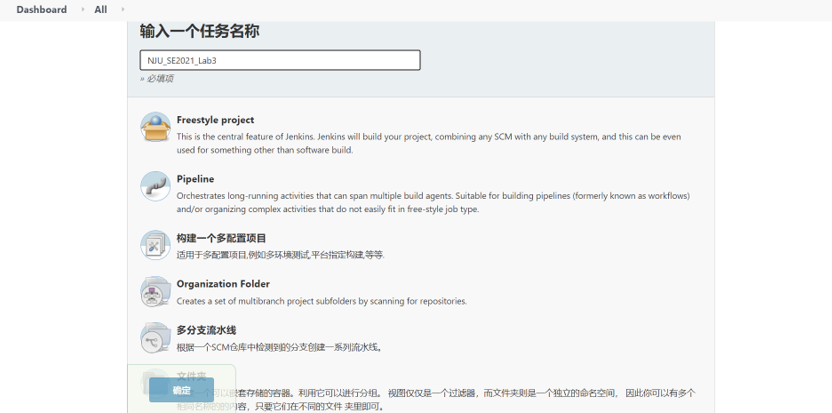 Dashboard
All
输入一个任务名称
NJU_SE2021_Lab3
» 必填项
Freestyle project
This is the central feature of Jenkins. Jenkins will build your project, combining any SCM with any build system, and this can be even
used for something other than software build.
Pipeline
Orchestrates long-running activities that can span multiple build agents. Suitable for building pipelines (formerly known as workflows)
and/or organizing complex activities that do not easily fit in free-style job type.
构建一个多配置项目
适用于多配置项目,例如多环境测试,平台指定构建,等等.
Organization Folder
Creates a set of multibranch project subfolders by scanning for repositories.
多分支流水线
根据一个SCM仓库中检测到的分支创建一系列流水线。
文件夹
确定
可以嵌套存储的容器。利用它可以进行分组。 视图仅仅是一个过滤器，而文件夹则是一个独立的命名空间， 因此你可以有多个
相同名称的的内容，只要它们在不同的文件 夹里即可。